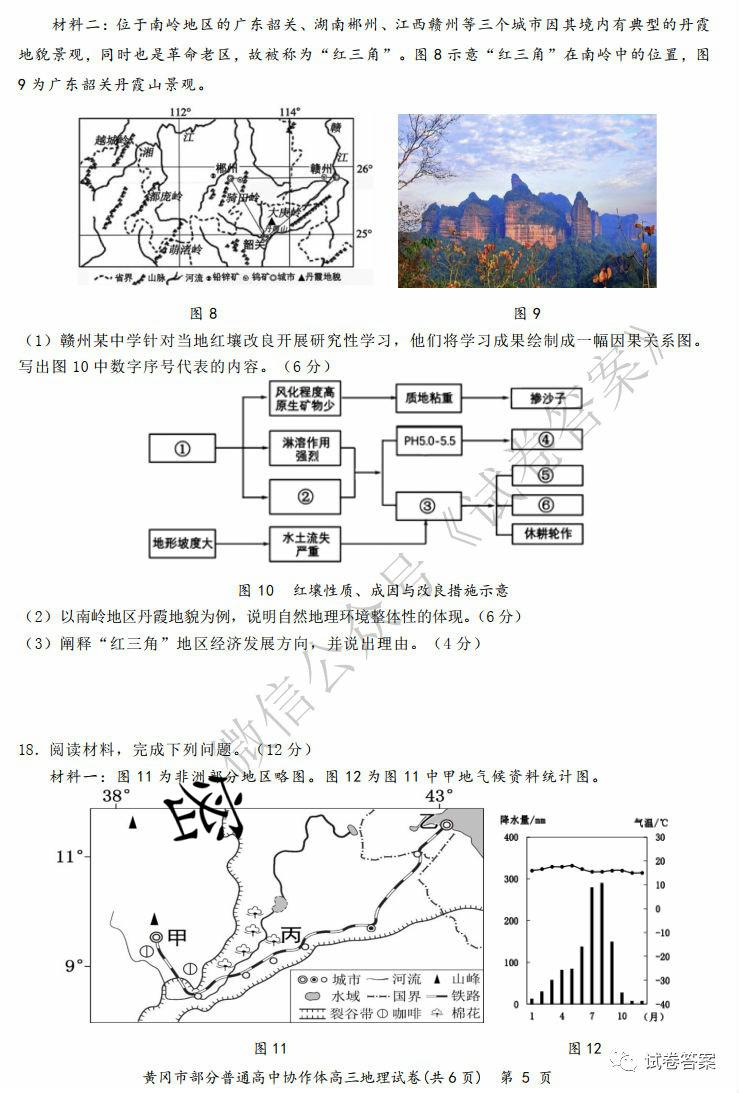 材料二：位于南岭地区的广东韶关、湖南郴州、江西赣州等三个城市因其境内有典型的丹霞
地貌景观，同时也是革命老区，故被称为“红三角”。图 8 示意“红三角”在南岭中的位置，图
9 为广东韶关丹霞山景观。
112° 114°
越城岭 湘 江 赣
郴州 赣州 江 26°
都庞岭 骑田岭
大庾岭
丹霞山
萌渚岭 韶关 25°
省界 山脉 河流 铅锌矿 钨矿 城市 丹霞地貌
图 8 图 9
（1）赣州某中学针对当地红壤改良开展研究性学习，他们将学习成果绘制成一幅因果关系图。
写出图 10 中数字序号代表的内容。（6 分）
风化程度高
原生矿物少
质地粘重
掺沙子
①
淋溶作用
强烈
PH5.0-5.5
④
②
③
⑤
⑥
地形坡度大
水土流失
严重
休耕轮作
图 10 红壤性质、成因与改良措施示意
（2）以南岭地区丹霞地貌为例，说明自然地理环境整体性的体现。（6 分）
（3）阐释“红三角”地区经济发展方向，并说出理由。（4 分）
微信公众号《试卷答案》
18．阅读材料，完成下列问题。（12 分）
材料一：图 11 为非洲部分地区略图。图 12 为图 11 中甲地气候资料统计图。
密
38° 43°
乙
11°
甲
丙
9°
城市 河流 山峰
水域 国界 铁路
裂谷带 咖啡 棉花
降水量/mm 气温/℃
400 30
20
300 10
0
200 -10
-20
100 -30
0 -40
1 4 7 10 （月）
图 11 图 12
试卷答案
黄冈市部分普通高中协作体高三地理试卷(共 6 页) 第 5 页